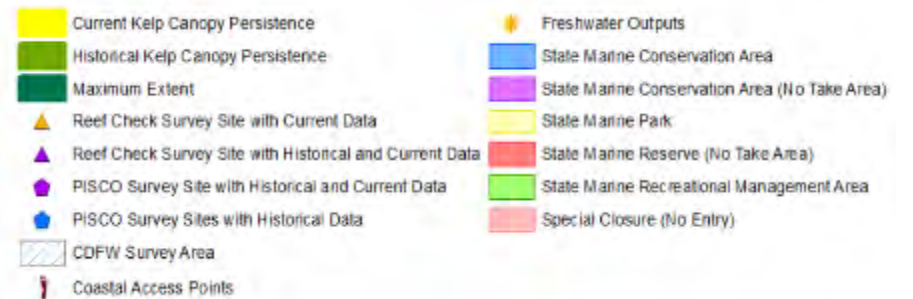 Current Kelp Canopy Persistence
Historical Kelp Canopy Persistence
Maximum Extent
Reef Check Survey Site with Current Data
Reef Check Survey Site with Historical and Current Data
PISCO Survey Site with Historical and Current Data
PISCO Survey Sites with Historical Data
CDFW Survey Area
Coastal Access Points
Freshwater Outputs
State Marine Conservation Area
State Marine Conservation Area (No Take Area)
State Marine Park
State Marine Reserve (No Take Area)
State Marine Recreational Management Area
Special Closure (No Entry)